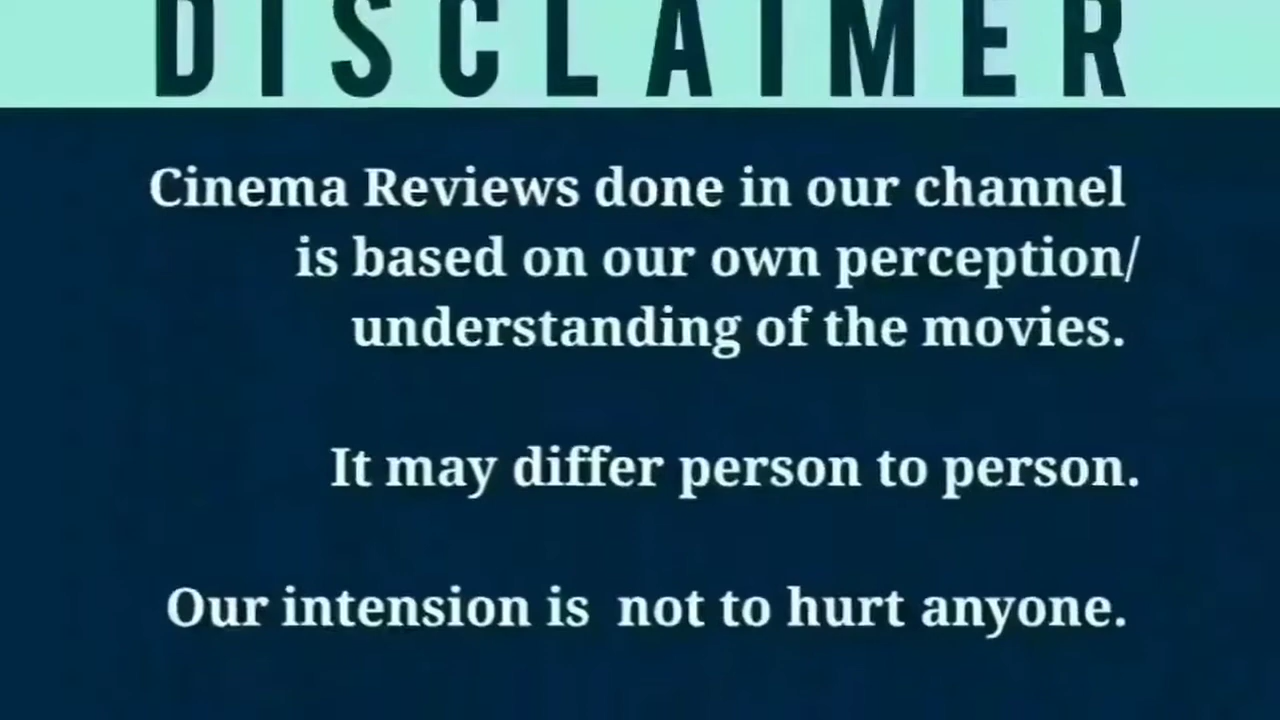 DISCLAIMER
Cinema Reviews done in our channel
is based on our own perception/
understanding of the movies.
It may differ person to person.
Our intension is not to hurt anyone.